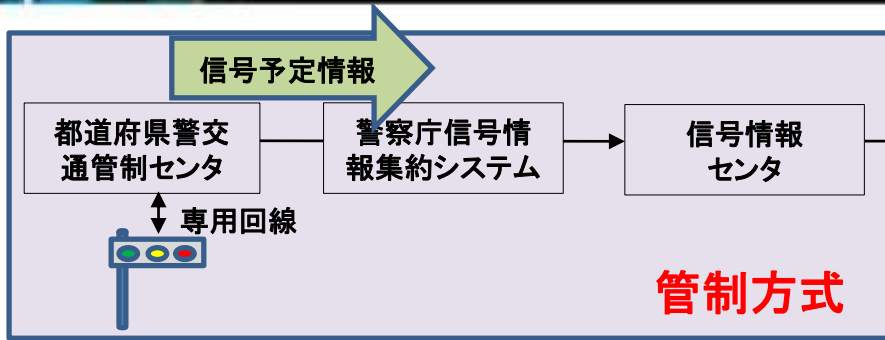 信号予定情報
都道府県警交
通管制センタ
警察庁信号情
報集約システム
信号情報
センタ
専用回線
管制方式